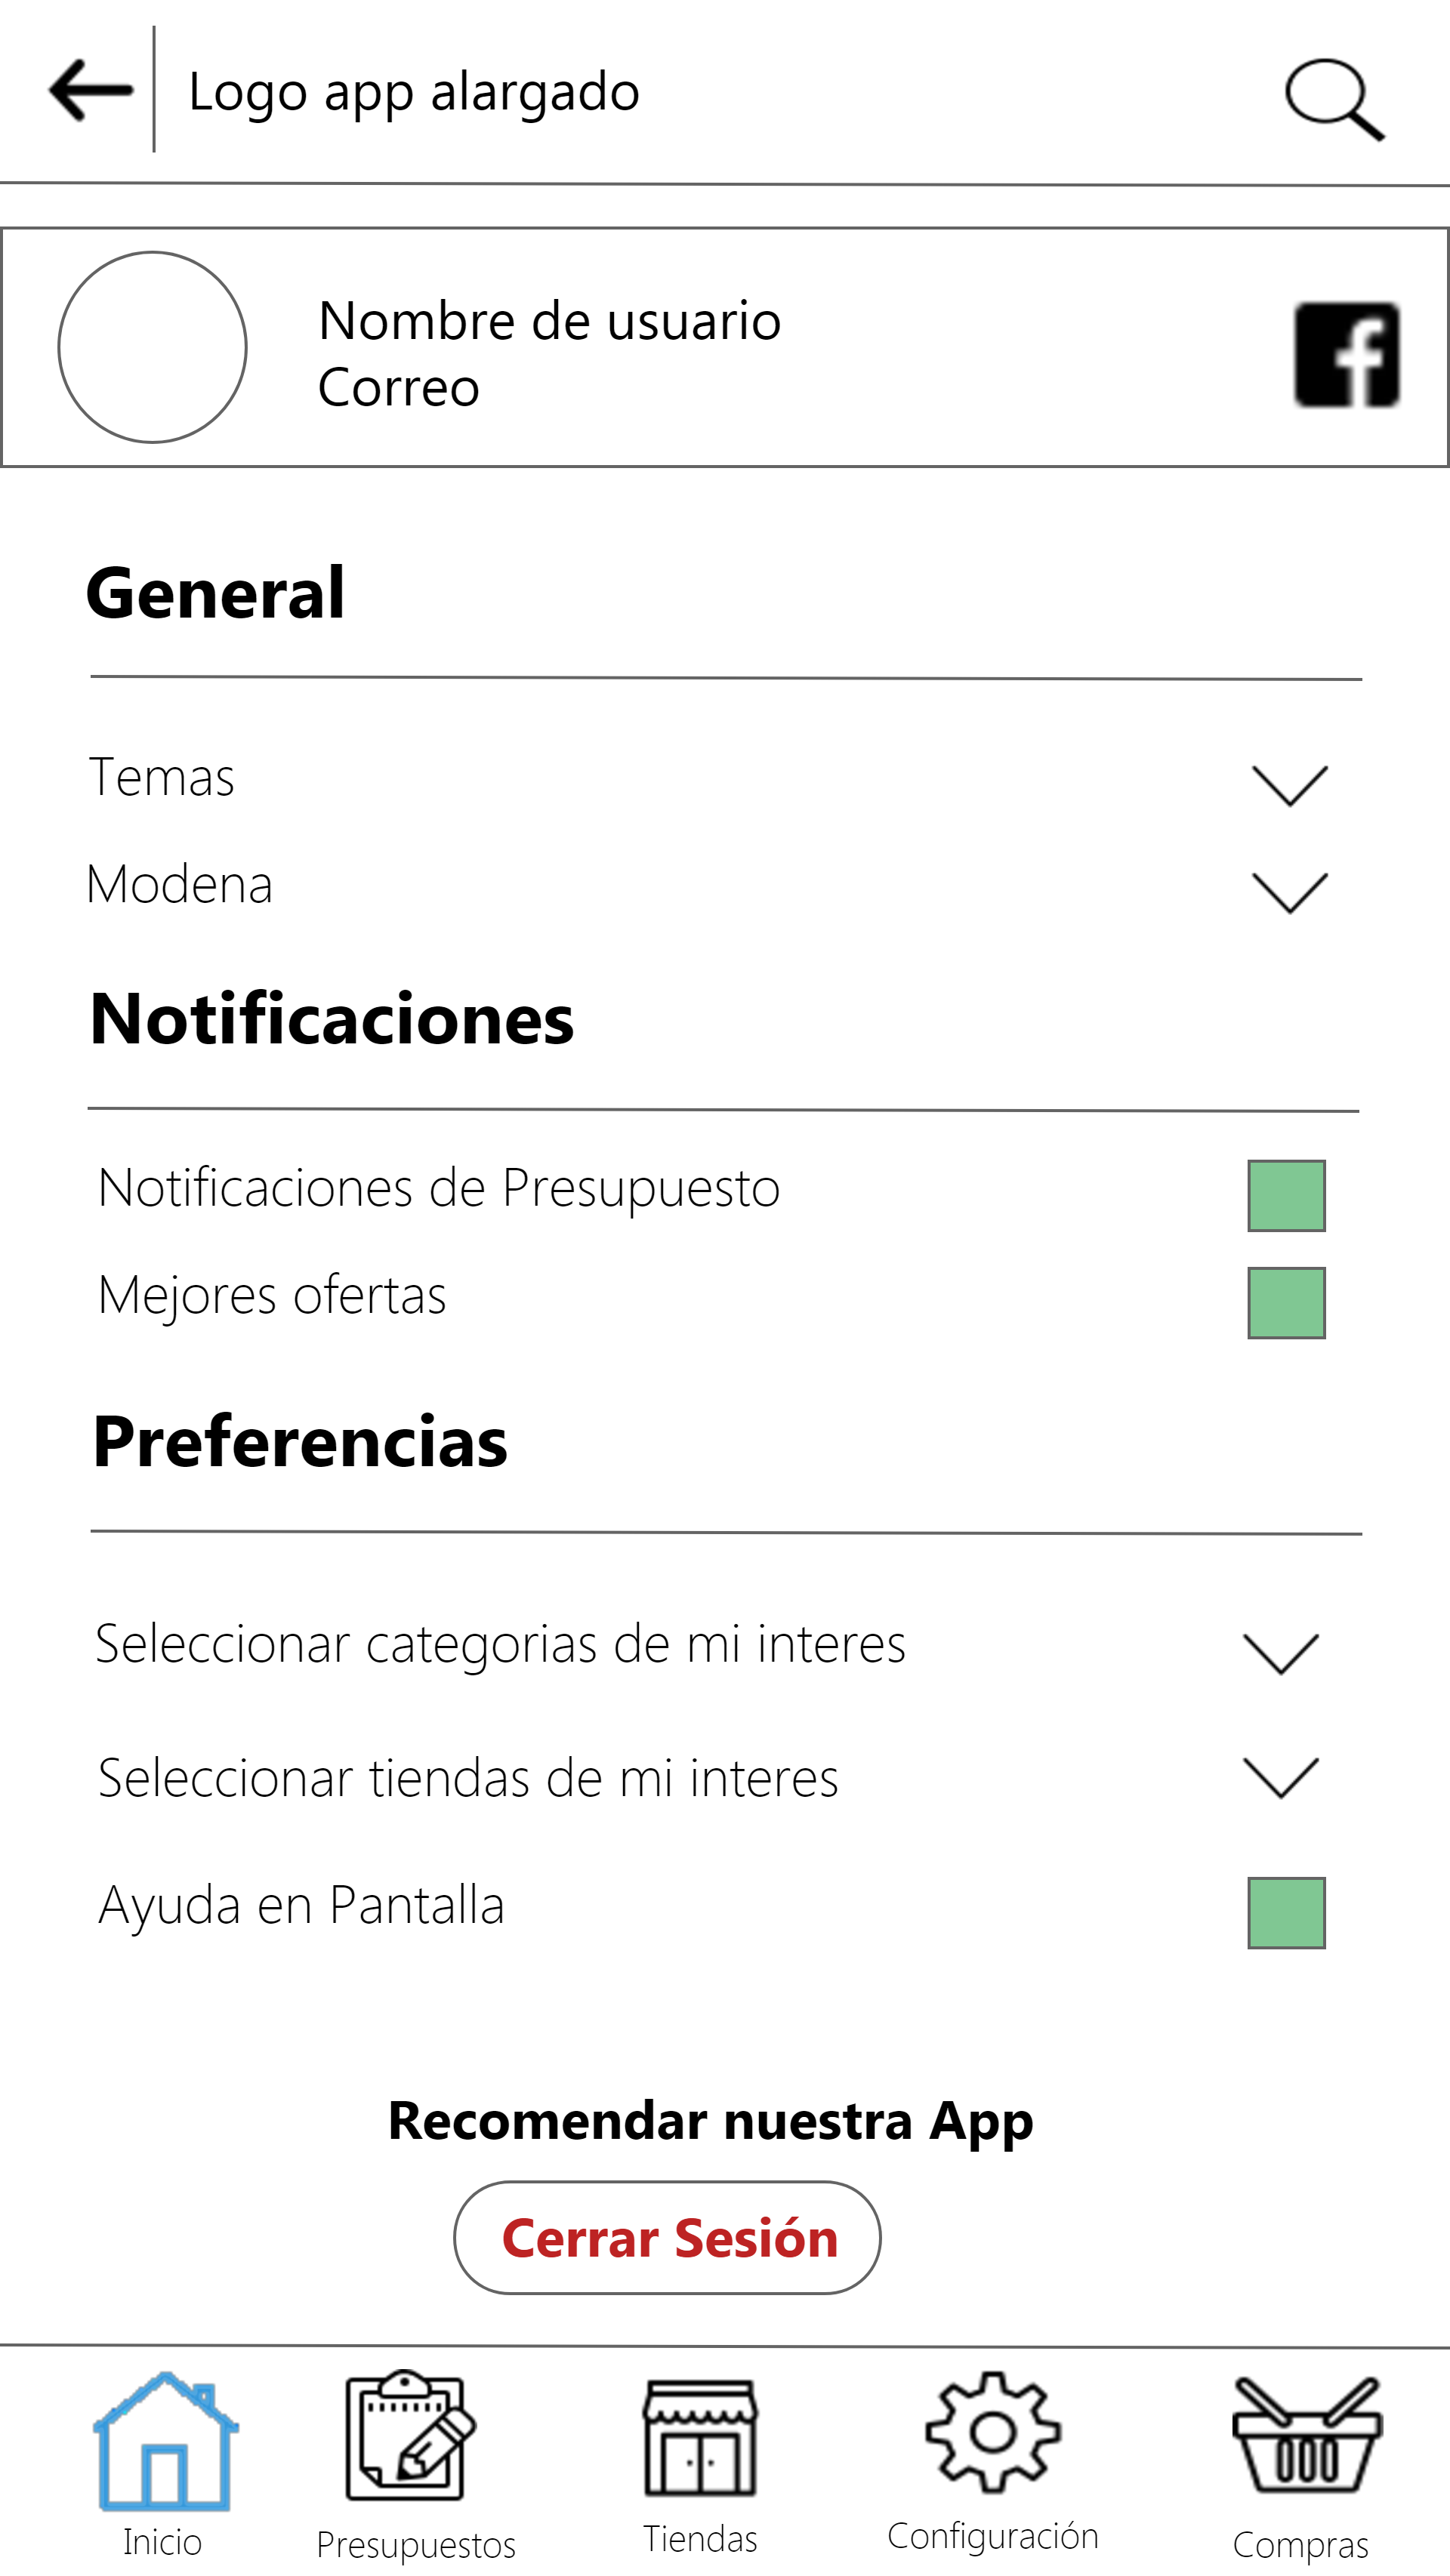 Logo app alargado
Nombre de usuario
Correo
General
Temas
Modena
Notificaciones
Notificaciones de Presupuesto
Mejores ofertas
Preferencias
Seleccionar categorias de mi interes
Seleccionar tiendas de mi interes
Ayuda en Pantalla
Recomendar nuestra App
Cerrar Sesión
Inicio
Presupuestos
Tiendas
Configuración
Compras